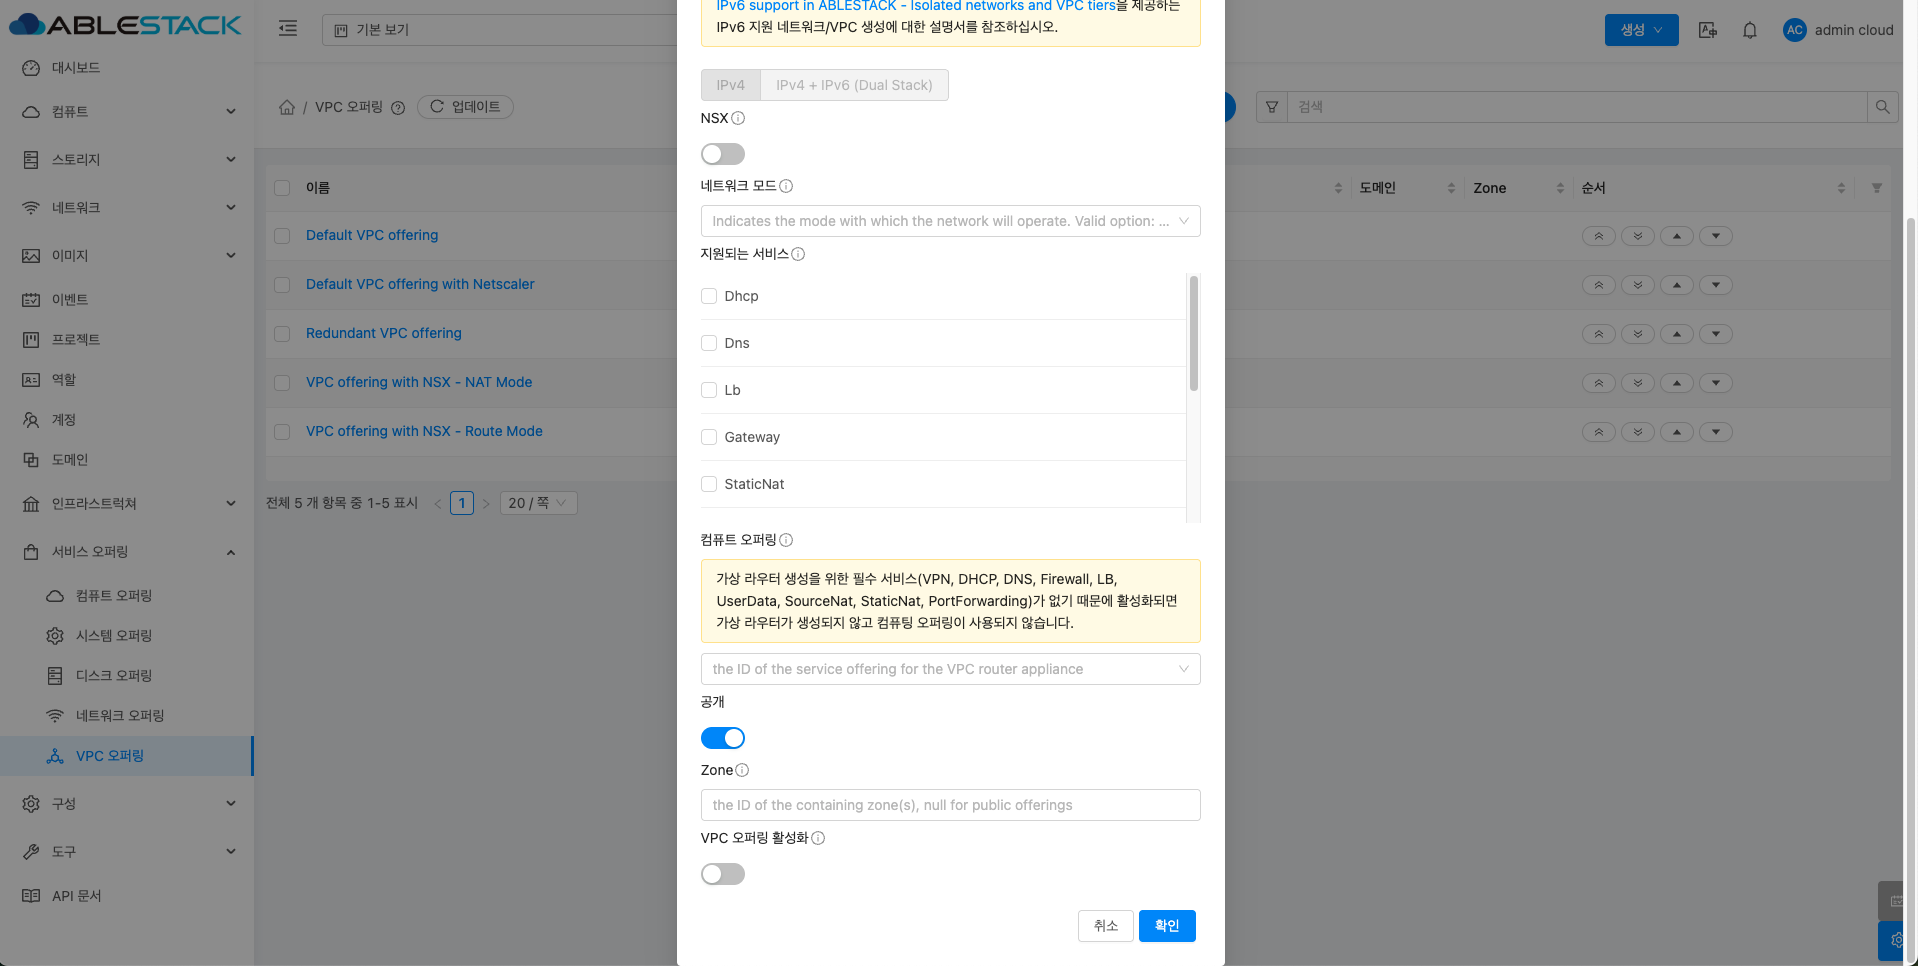 ABLESTACK
대시보드
컴퓨트
스토리지
네트워크
이미지
이벤트
프로젝트
역할
계정
도메인
인프라스트럭쳐
서비스 오퍼링
컴퓨트 오퍼링
시스템 오퍼링
디스크 오퍼링
네트워크 오퍼링
VPC 오퍼링
구성
도구
API 문서
기본 보기
생성
AC admin cloud
/ VPC 오퍼링 업데이트
검색
이름
도메인
Zone
순서
Default VPC offering
Default VPC offering with Netscaler
Redundant VPC offering
VPC offering with NSX - NAT Mode
VPC offering with NSX - Route Mode
전체 5 개 항목 중 1-5 표시 < 1 > 20 / 쪽
IPv6 support in ABLESTACK - Isolated networks and VPC tiers을 제공하는
IPv6 지원 네트워크/VPC 생성에 대한 설명서를 참조하십시오.
IPv4 IPv4 + IPv6 (Dual Stack)
NSX
네트워크 모드
Indicates the mode with which the network will operate. Valid option: ...
지원되는 서비스
Dhcp
Dns
Lb
Gateway
StaticNat
컴퓨트 오퍼링
가상 라우터 생성을 위한 필수 서비스(VPN, DHCP, DNS, Firewall, LB,
UserData, SourceNat, StaticNat, PortForwarding)가 없기 때문에 활성화되면
가상 라우터가 생성되지 않고 컴퓨팅 오퍼링이 사용되지 않습니다.
the ID of the service offering for the VPC router appliance
공개
Zone
the ID of the containing zone(s), null for public offerings
VPC 오퍼링 활성화
취소 확인